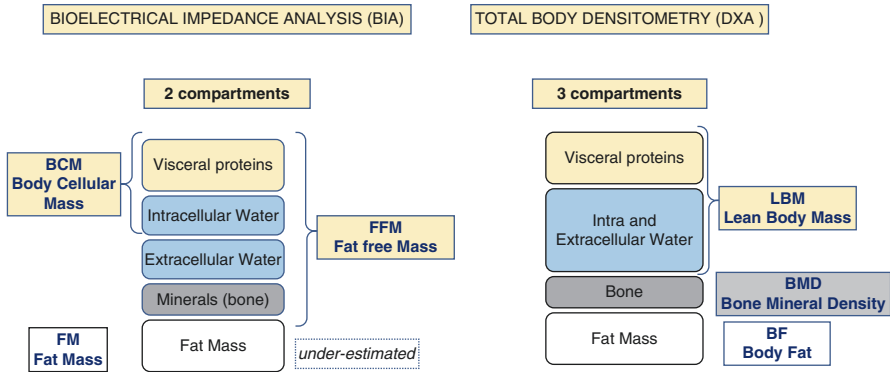 BIOELECTRICAL IMPEDANCE ANALYSIS (BIA)
2 compartments
BCM
Body Cellular
Mass
Visceral proteins
Intracellular Water
Extracellular Water
Minerals (bone)
Fat Mass
FFM
Fat free Mass
FM
Fat Mass
under-estimated
TOTAL BODY DENSITOMETRY (DXA )
3 compartments
Visceral proteins
Intra and
Extracellular Water
Bone
Fat Mass
LBM
Lean Body Mass
BMD
Bone Mineral Density
BF
Body Fat